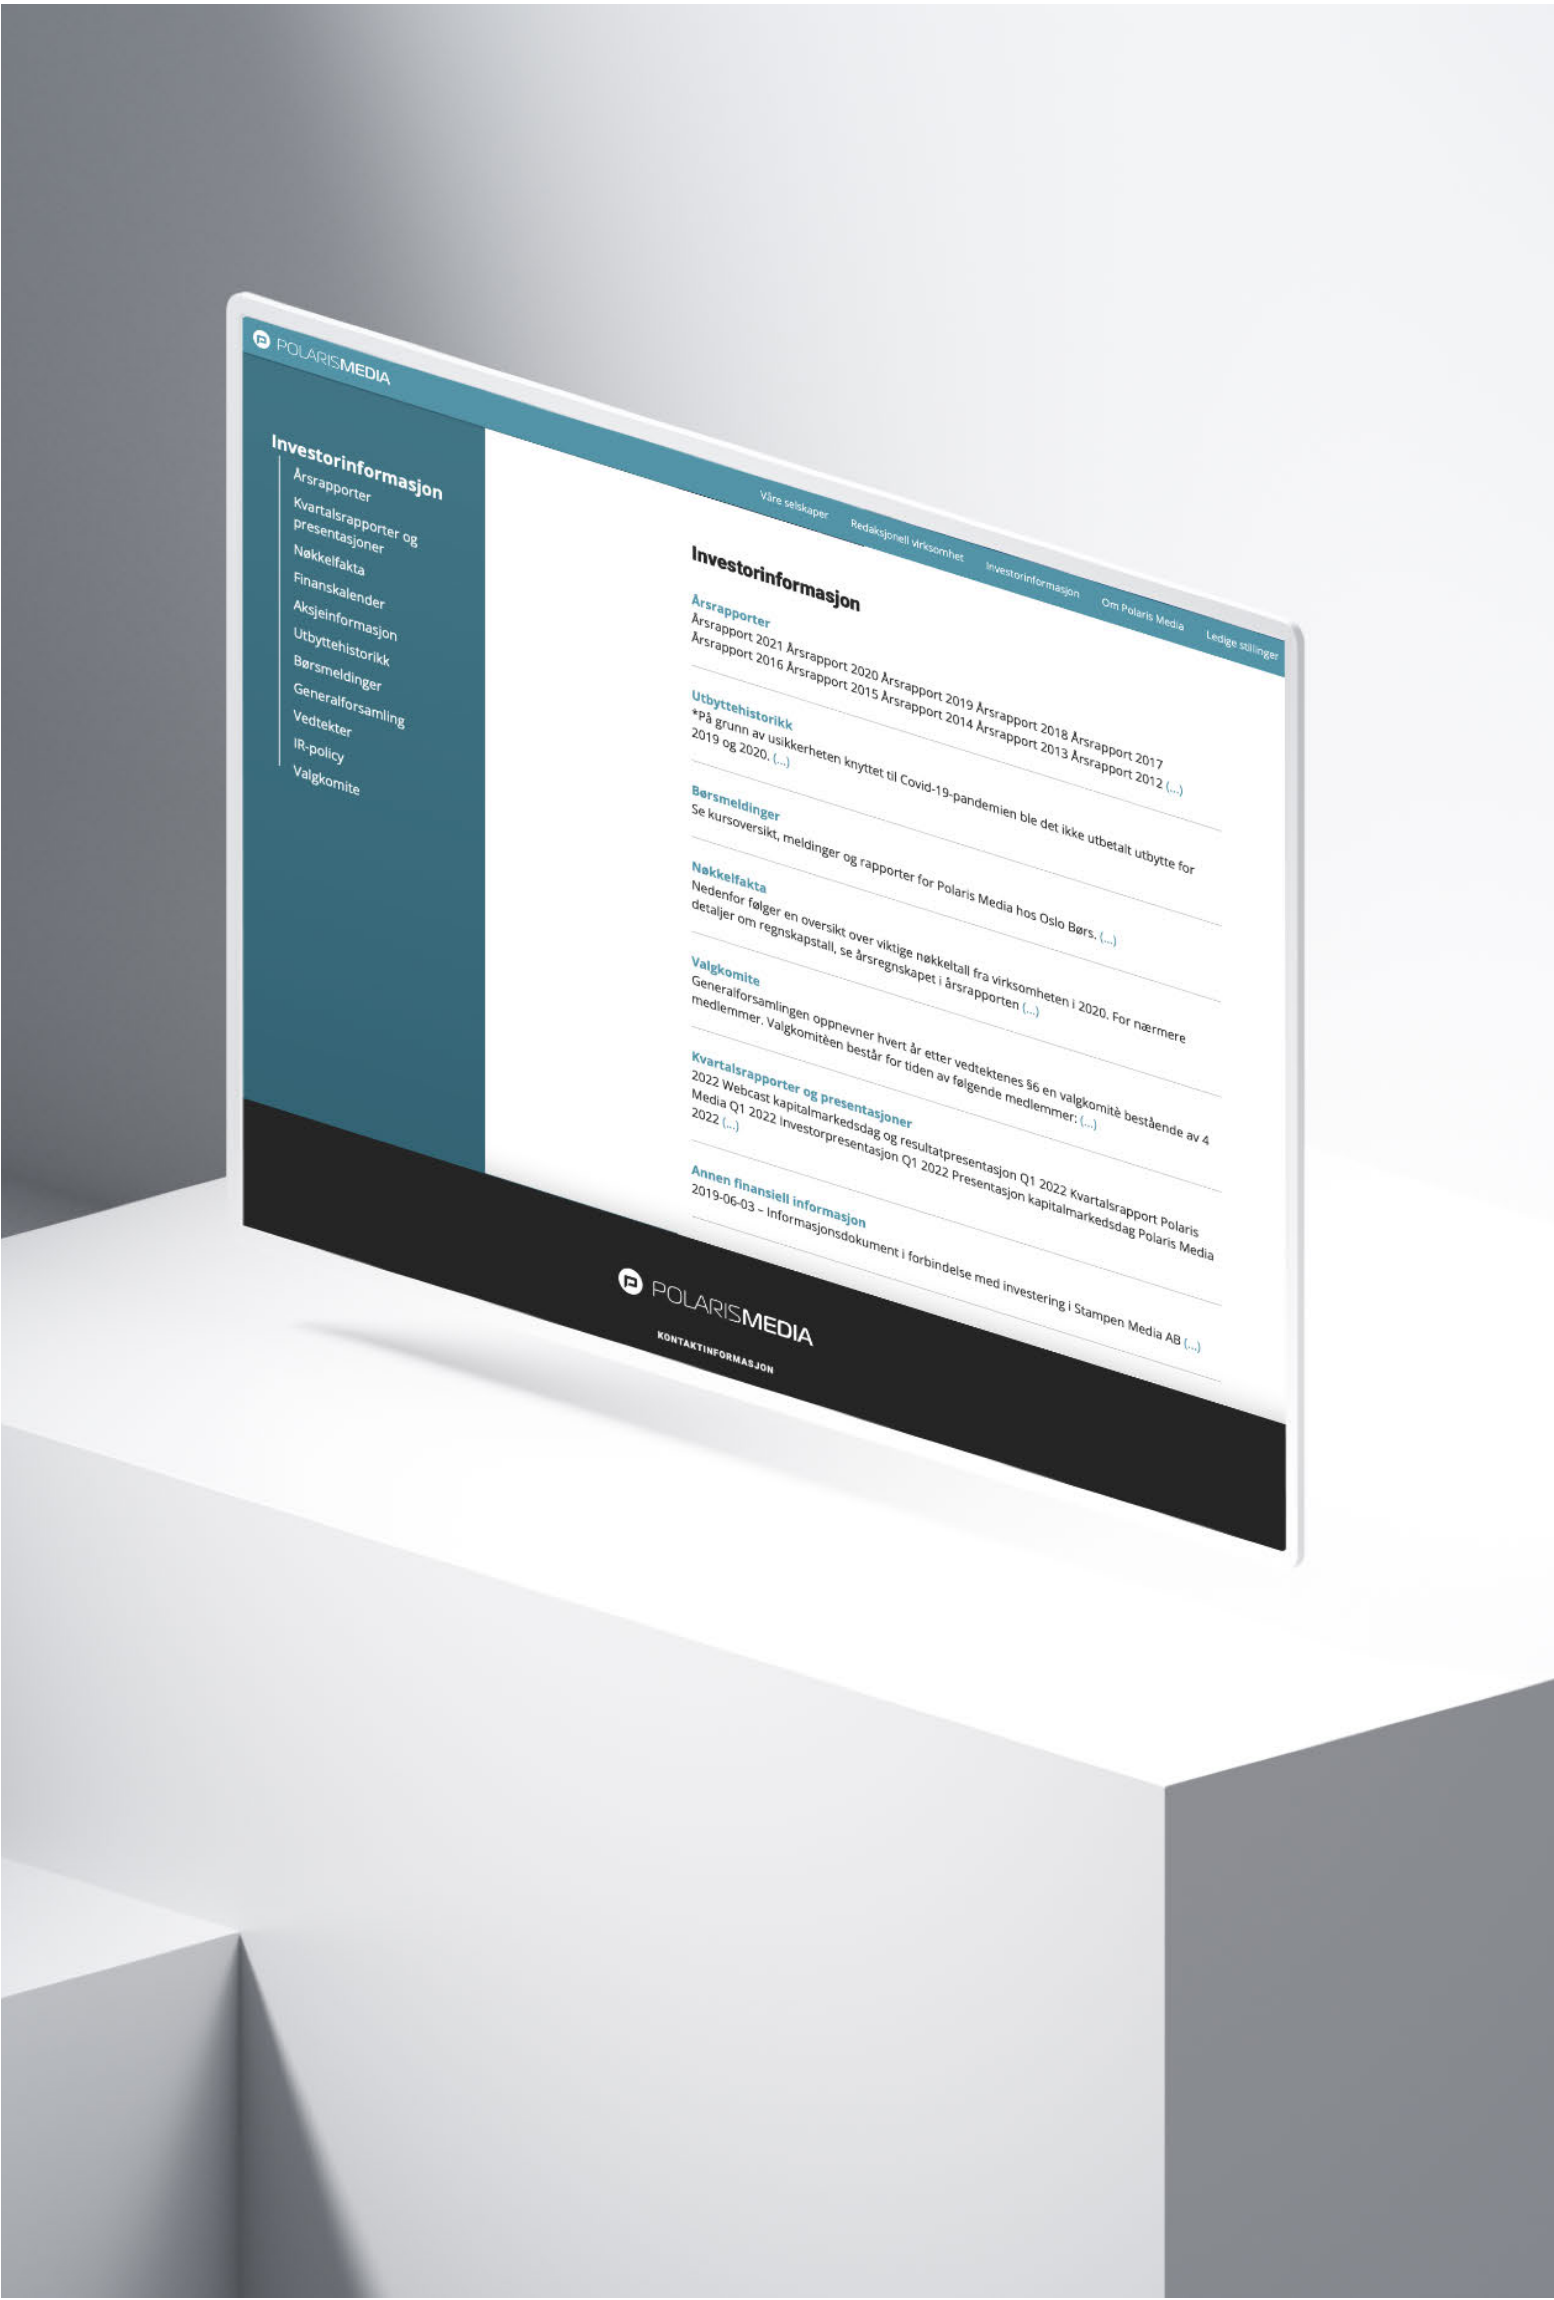 POLARISMEDIA
Våre selskaper Redaksjonell virksomhet Investorinformasjon Om Polaris Media Ledige stillinger
Investorinformasjon
Årsrapporter
Kvartalsrapporter og
presentasjoner
Nøkkelfakta
Finanskalender
Aksjeinformasjon
Utbyttehistorikk
Børsmeldinger
Generalforsamling
Vedtekter
IR-policy
Valgkomite
Investorinformasjon
Årsrapporter
Årsrapport 2021 Årsrapport 2020 Årsrapport 2019 Årsrapport 2018 Årsrapport 2017
Årsrapport 2016 Årsrapport 2015 Årsrapport 2014 Årsrapport 2013 Årsrapport 2012 (...)
Utbyttehistorikk
*På grunn av usikkerheten knyttet til Covid-19-pandemien ble det ikke utbetalt utbytte for
2019 og 2020. (...)
Børsmeldinger
Se kursoversikt, meldinger og rapporter for Polaris Media hos Oslo Børs. (...)
Nøkkelfakta
Nedenfor følger en oversikt over viktige nøkkeltall fra virksomheten i 2020. For nærmere
detaljer om regnskapstall, se årsregnskapet i årsrapporten (...)
Valgkomite
Generalforsamlingen oppnevner hvert år etter vedtektenes §6 en valgkomitè bestående av 4
medlemmer. Valgkomitèen består for tiden av følgende medlemmer: (...)
Kvartalsrapporter og presentasjoner
2022 Webcast kapitalmarkedsdag og resultatpresentasjon Q1 2022 Kvartalsrapport Polaris
Media Q1 2022 Investorpresentasjon Q1 2022 Presentasjon kapitalmarkedsdag Polaris Media
2022 (...)
Annen finansiell informasjon
2019-06-03 – Informasjonsdokument i forbindelse med investering i Stampen Media AB (...)
POLARISMEDIA
KONTAKTINFORMASJON